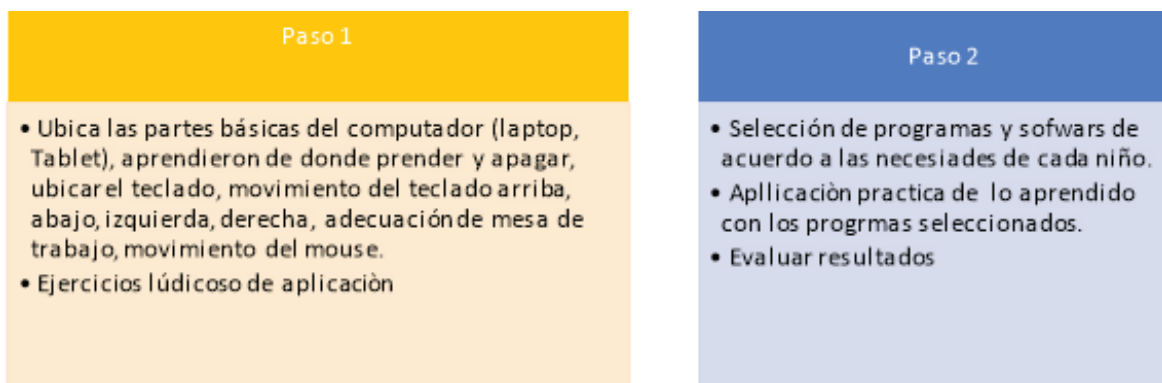 Paso 1
• Ubica las partes básicas del computador (laptop,
Tablet), aprendieron de donde prender y apagar,
ubicar el teclado, movimiento del teclado arriba,
abajo, izquierda, derecha, adecuación de mesa de
trabajo, movimiento del mouse.
• Ejercicios lúdicoso de aplicaciòn
Paso 2
• Selección de programas y sofwars de
acuerdo a las necesiades de cada niño.
• Apllicaciòn practica de lo aprendido
con los progrmas seleccionados.
• Evaluar resultados